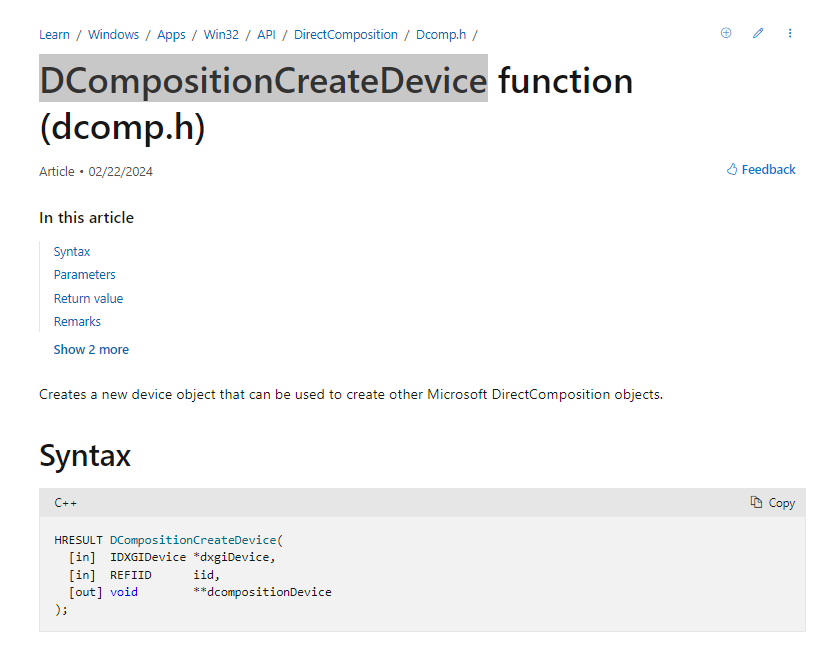 Learn / Windows / Apps / Win32 / API / DirectComposition / Dcomp.h /
DCompositionCreateDevice function
(dcomp.h)
Article • 02/22/2024
Feedback
In this article
Syntax
Parameters
Return value
Remarks
Show 2 more
Creates a new device object that can be used to create other Microsoft DirectComposition objects.
Syntax
C++
Copy
HRESULT DCompositionCreateDevice(
  [in]  IDXGIDevice *dxgiDevice,
  [in]  REFIID      iid,
  [out] void        **dcompositionDevice
);